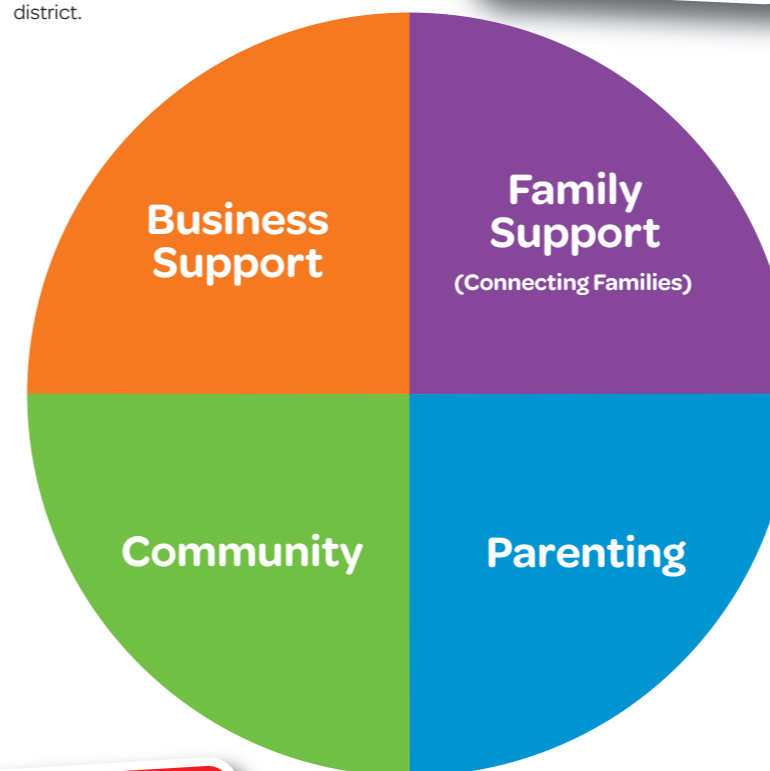 district.
Business
Support
Family
Support
(Connecting Families)
Community
Parenting